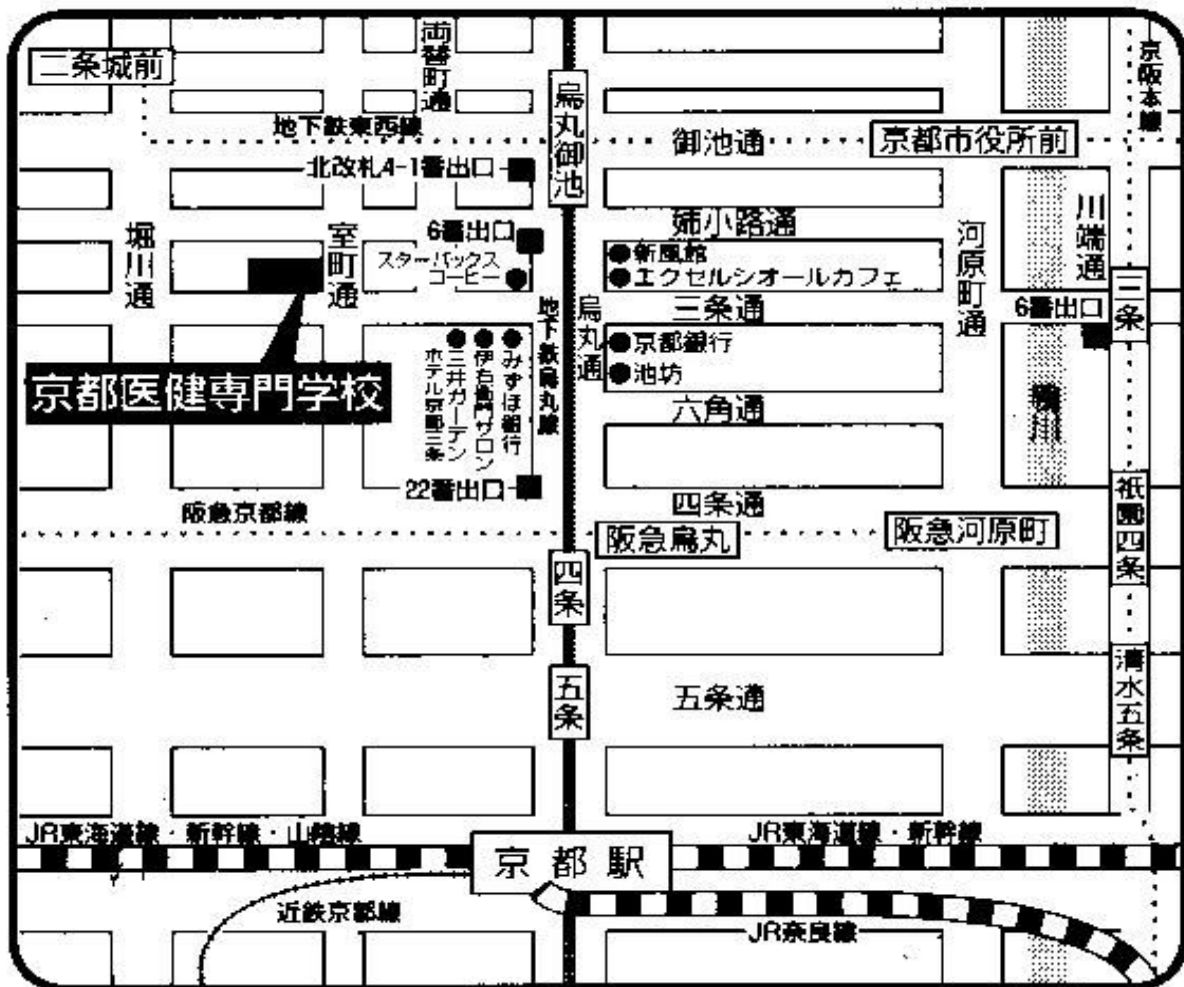 二条城前
両替町通
京阪本線
地下鉄東西線
烏丸御池
御池通
京都市役所前
北改札4-1番出口
姉小路通
川端通
堀川通
室町通
6番出口
スターバックス
コーヒー
新風館
エクセルシオールカフェ
河原町通
三条通
6番出口
三条
地下鉄烏丸線
烏丸通
京都銀行
池坊
みずほ銀行
伊右衛門サロン
三井ガーデン
ホテル京都三条
京都医健専門学校
六角通
22番出口
四条通
阪急京都線
阪急烏丸
阪急河原町
祇園四条
四条
五条
五条通
清水五条
JR東海道線・新幹線・山陰線
京都駅
JR東海道線・新幹線
近鉄京都線
JR奈良線